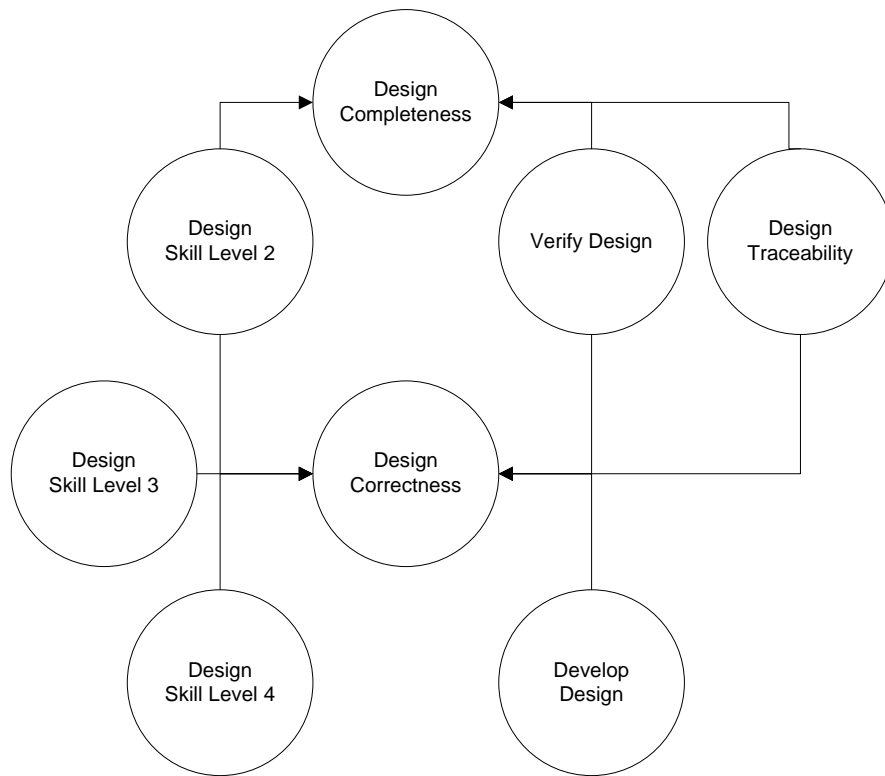 Design
Completeness
Design
Skill Level 2
Verify Design
Design
Traceability
Design
Skill Level 3
Design
Correctness
Design
Skill Level 4
Develop
Design